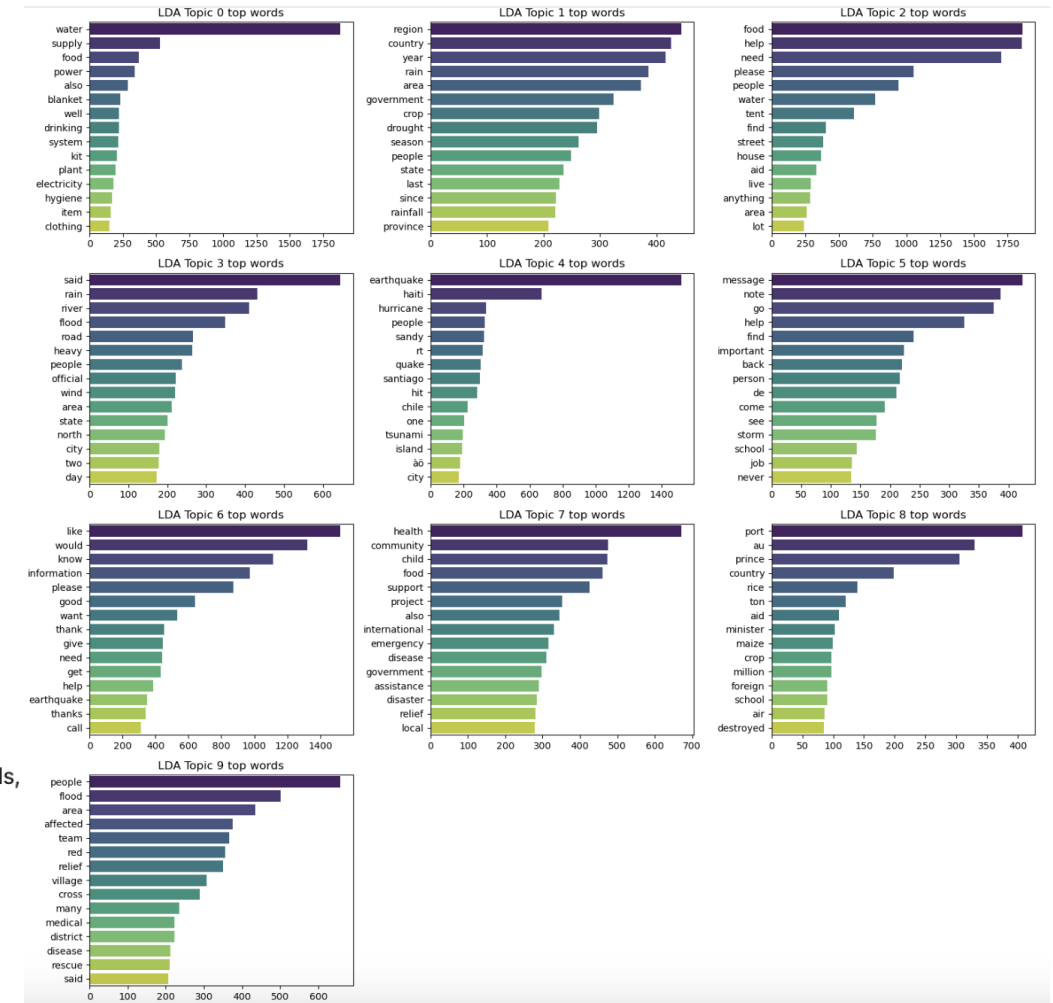 LDA Topic 0 top words
water
supply
food
power
also
blanket
well
drinking
system
kit
plant
electricity
hygiene
item
clothing
0 250 500 750 1000 1250 1500 1750
LDA Topic 1 top words
region
country
year
rain
area
government
crop
drought
season
people
state
last
since
rainfall
province
0 100 200 300 400
LDA Topic 2 top words
food
help
need
please
people
water
tent
find
street
house
aid
live
anything
area
lot
0 250 500 750 1000 1250 1500 1750
LDA Topic 3 top words
said
rain
river
flood
road
heavy
people
official
wind
area
state
north
city
two
day
0 100 200 300 400 500 600
LDA Topic 4 top words
earthquake
haiti
hurricane
people
sandy
rt
quake
santiago
hit
chile
one
tsunami
island
àõ
city
0 200 400 600 800 1000 1200 1400
LDA Topic 5 top words
message
note
go
help
find
important
back
person
de
come
see
storm
school
job
never
0 50 100 150 200 250 300 350 400
LDA Topic 6 top words
like
would
know
information
please
good
want
thank
give
need
get
help
earthquake
thanks
call
0 200 400 600 800 1000 1200 1400
LDA Topic 7 top words
health
community
child
food
support
project
also
international
emergency
disease
government
assistance
disaster
relief
local
0 100 200 300 400 500 600 700
LDA Topic 8 top words
port
au
prince
country
rice
ton
aid
minister
maize
crop
million
foreign
school
air
destroyed
0 50 100 150 200 250 300 350 400
ls,
LDA Topic 9 top words
people
flood
area
affected
team
red
relief
village
cross
many
medical
district
disease
rescue
said
0 100 200 300 400 500 600